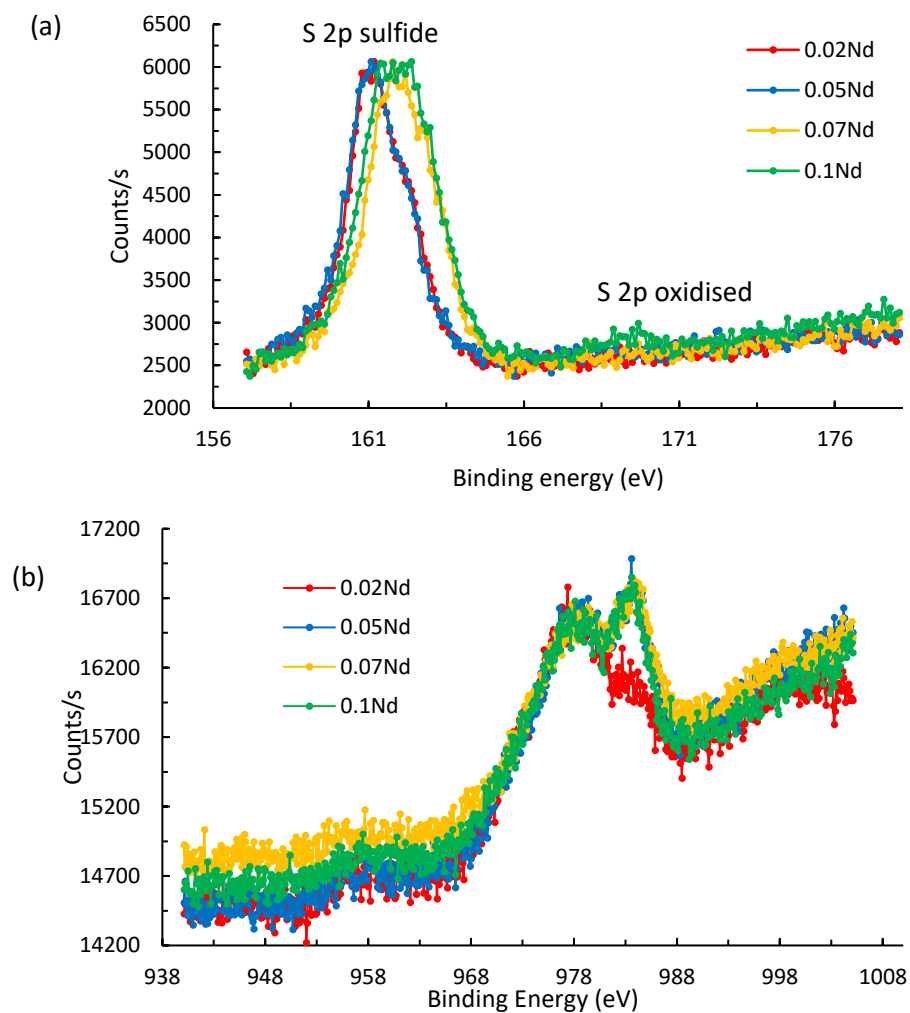 (a)
S 2p sulfide
0.02Nd
0.05Nd
0.07Nd
0.1Nd
S 2p oxidised
Counts/s
6500
6000
5500
5000
4500
4000
3500
3000
2500
2000
156 161 166 171 176
Binding energy (eV)
(b)
0.02Nd
0.05Nd
0.07Nd
0.1Nd
Counts/s
17200
16700
16200
15700
15200
14700
14200
938 948 958 968 978 988 998 1008
Binding Energy (eV)